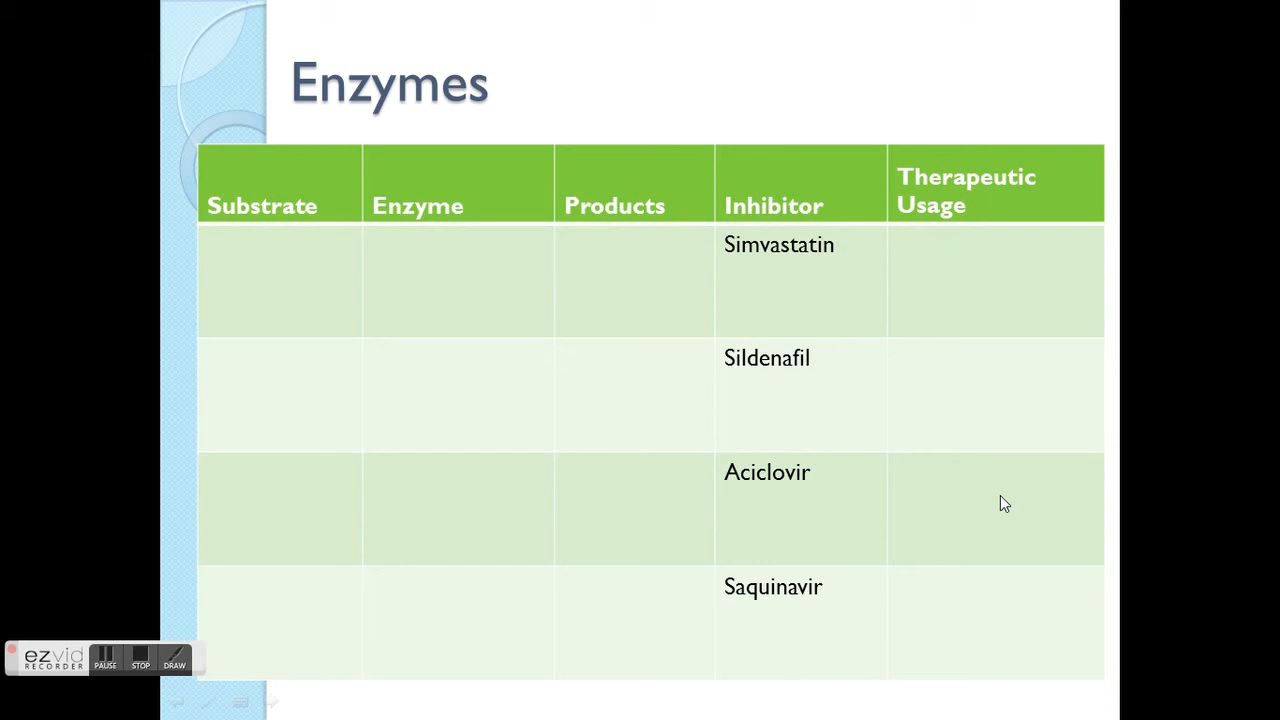 Enzymes
Substrate Enzyme Products Inhibitor Therapeutic
Usage
Simvastatin
Sildenafil
Aciclovir
Saquinavir
ezvid
RECORDER
PAUSE STOP DRAW